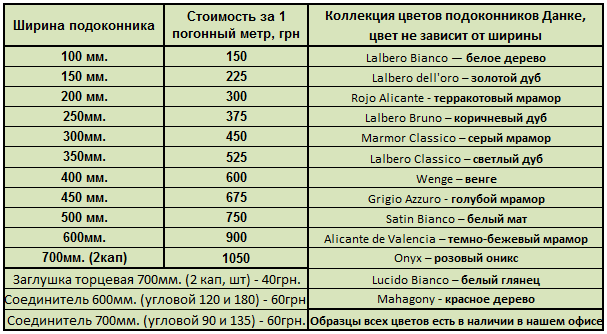 Ширина подоконника
Стоимость за 1
погонный метр, грн
Коллекция цветов подоконников Данке,
цвет не зависит от ширины
100 мм. 150 Lalbero Bianco — белое дерево
150 мм. 225 Lalbero dell'oro – золотой дуб
200 мм. 300 Rojo Alicante - терракотовый мрамор
250мм. 375 Lalbero Bruno – коричневый дуб
300мм. 450 Marmor Classico – серый мрамор
350мм. 525 Lalbero Classico – светлый дуб
400 мм. 600 Wenge – венге
450 мм. 675 Grigio Azzuro - голубой мрамор
500 мм. 750 Satin Bianco – белый мат
600мм. 900 Alicante de Valencia – темно-бежевый мрамор
700мм. (2кап) 1050 Onyx – розовый оникс
Заглушка торцевая 700мм. (2 кап, шт) - 40грн. Lucido Bianco – белый глянец
Соединитель 600мм. (угловой 120 и 180) - 60грн Mahagony - красное дерево
Соединитель 700мм. (угловой 90 и 135) - 60грн. Образцы всех цветов есть в наличии в нашем офисе